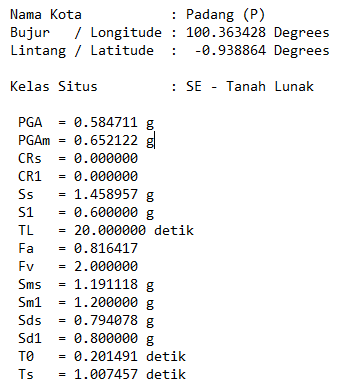 Nama Kota : Padang (P)
Bujur / Longitude : 100.363428 Degrees
Lintang / Latitude : -0.938864 Degrees
Kelas Situs : SE - Tanah Lunak
PGA = 0.584711 g
PGAm = 0.652122 g
CRs = 0.000000
CR1 = 0.000000
Ss = 1.458957 g
S1 = 0.600000 g
TL = 20.000000 detik
Fa = 0.816417
Fv = 2.000000
Sms = 1.191118 g
Sm1 = 1.200000 g
Sds = 0.794078 g
Sd1 = 0.800000 g
T0 = 0.201491 detik
Ts = 1.007457 detik